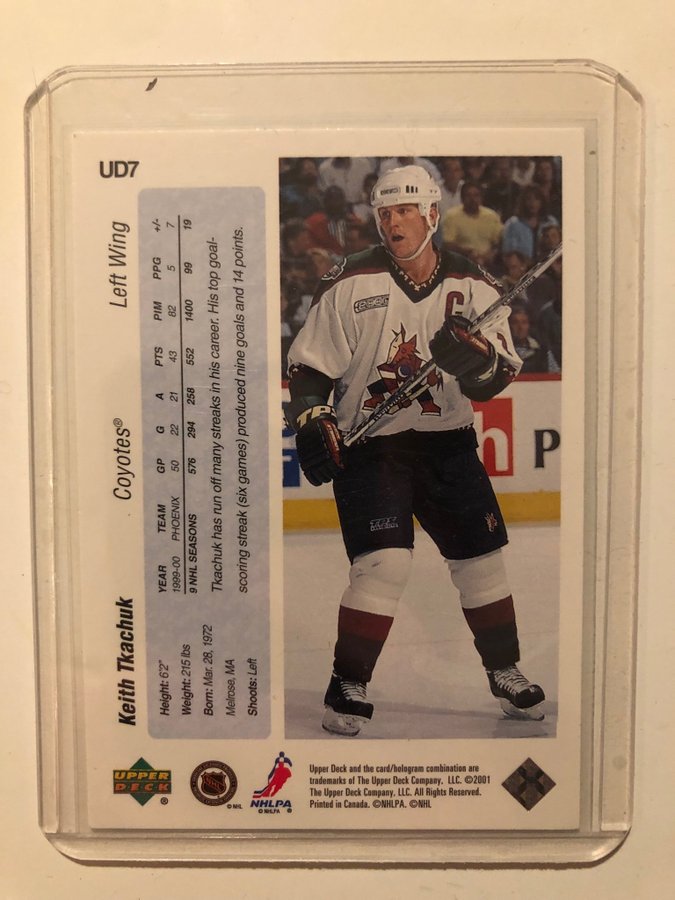 UD7
Keith Tkachuk Coyotes® Left Wing
Height: 6'2"
Weight: 215 lbs
Born: Mar. 28, 1972
Melrose, MA
Shoots: Left
YEAR TEAM GP G A PTS PIM PPG +/-
1999-00 PHOENIX 50 22 21 43 82 5 7
9 NHL SEASONS 576 294 258 552 1400 99 19
Tkachuk has run off many streaks in his career. His top goal-
scoring streak (six games) produced nine goals and 14 points.
C
TPS
TPS
h P
UPPER
DECK
®
©NHL
NHLPA
©NHLPA
Upper Deck and the card/hologram combination are
trademarks of The Upper Deck Company, LLC. ©2001
The Upper Deck Company, LLC. All Rights Reserved.
Printed in Canada. ©NHLPA. ©NHL